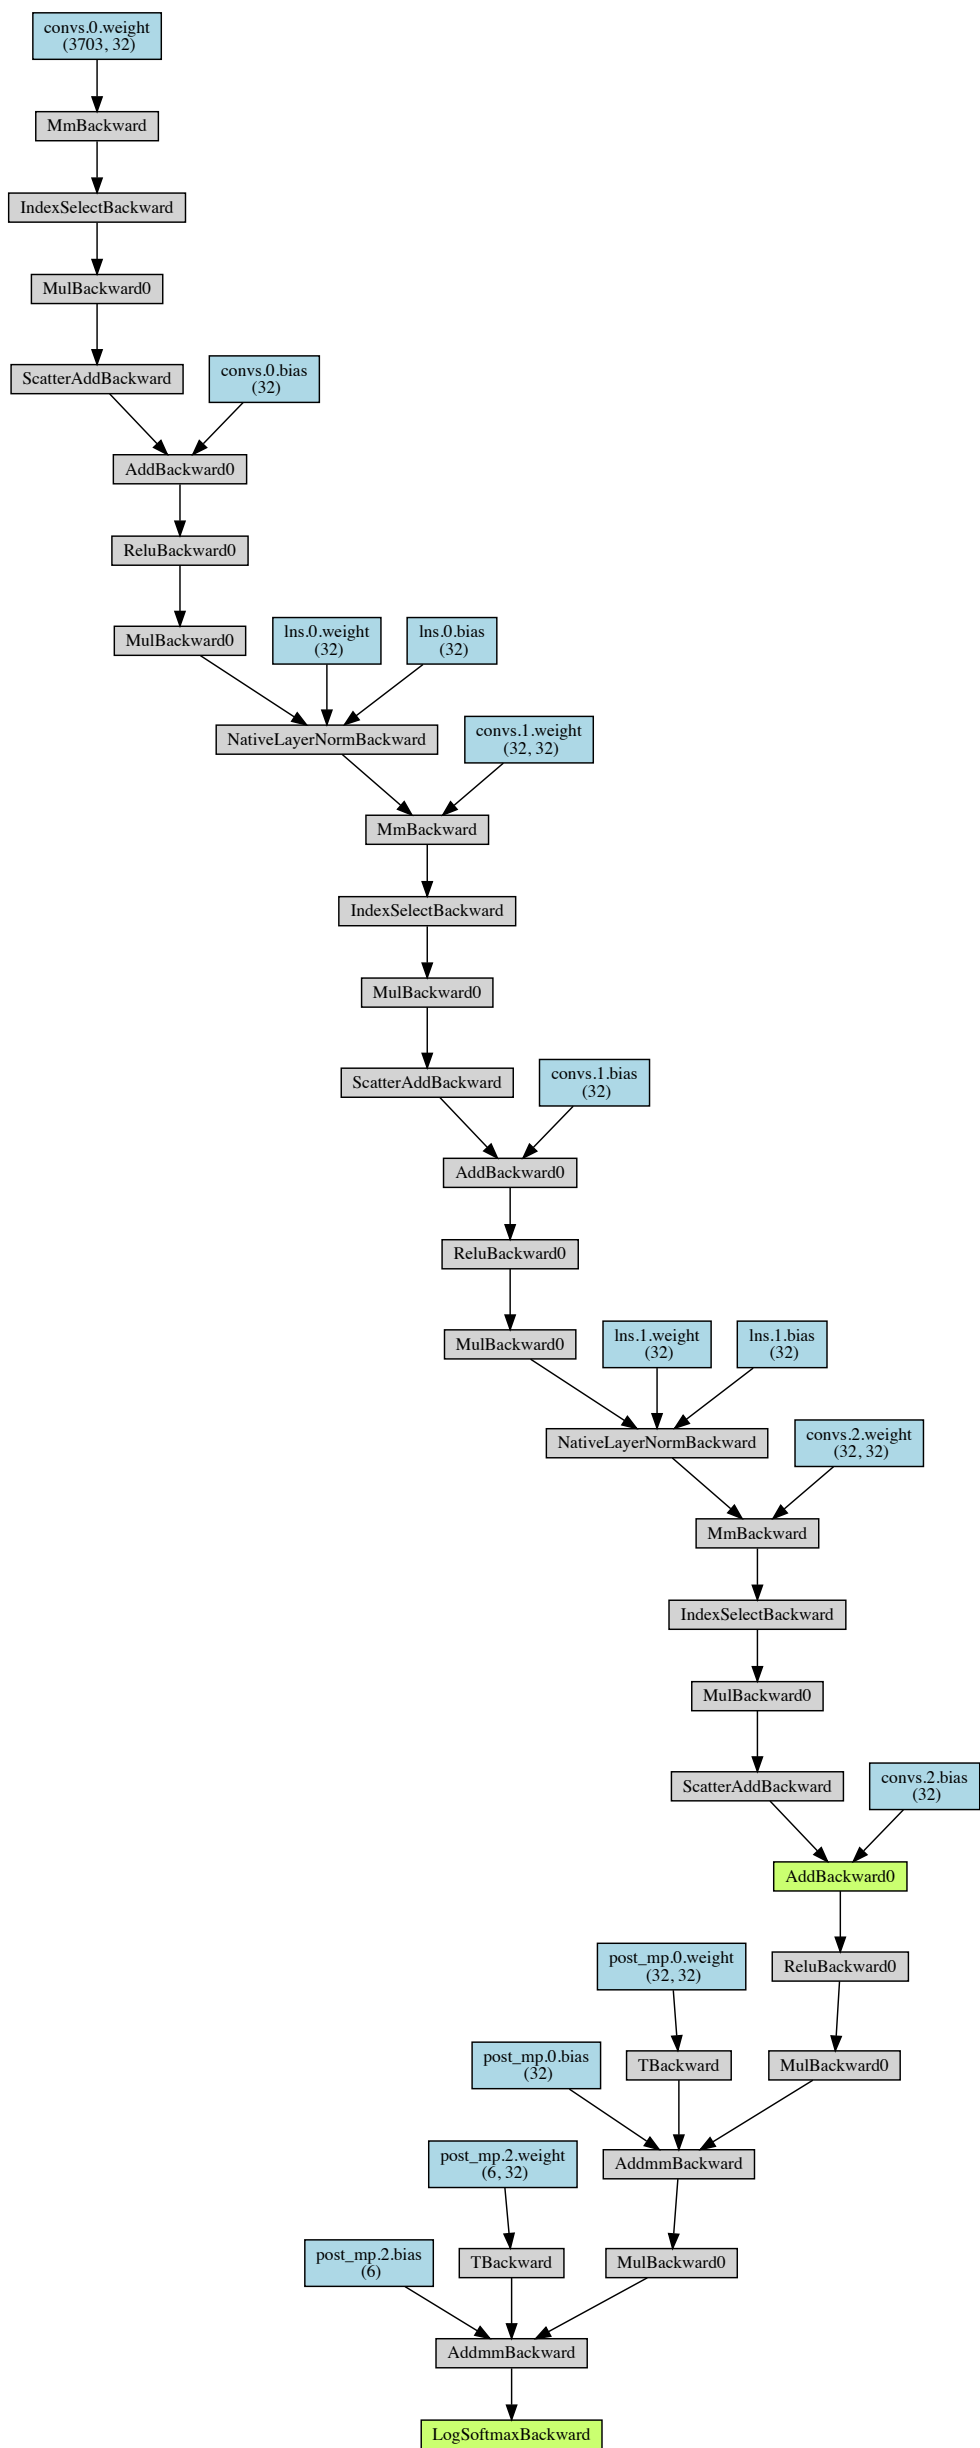 convs.0.weight
(3703, 32)
MmBackward
IndexSelectBackward
MulBackward0
ScatterAddBackward
convs.0.bias
(32)
AddBackward0
ReluBackward0
MulBackward0
lns.0.weight
(32)
lns.0.bias
(32)
NativeLayerNormBackward
convs.1.weight
(32, 32)
MmBackward
IndexSelectBackward
MulBackward0
ScatterAddBackward
convs.1.bias
(32)
AddBackward0
ReluBackward0
MulBackward0
lns.1.weight
(32)
lns.1.bias
(32)
NativeLayerNormBackward
convs.2.weight
(32, 32)
MmBackward
IndexSelectBackward
MulBackward0
ScatterAddBackward
convs.2.bias
(32)
AddBackward0
post_mp.0.weight
(32, 32)
ReluBackward0
post_mp.0.bias
(32)
TBackward
MulBackward0
post_mp.2.weight
(6, 32)
AddmmBackward
post_mp.2.bias
(6)
TBackward
MulBackward0
AddmmBackward
LogSoftmaxBackward